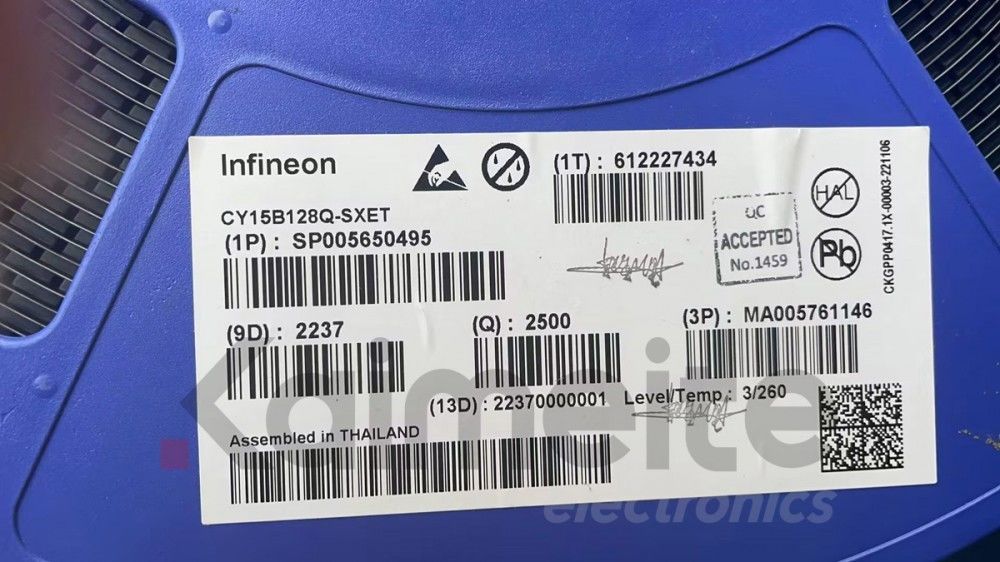 Infineon
(1T) : 612227434
CY15B128Q-SXET
(1P) : SP005650495
QC
ACCEPTED
No.1459
HAL
Pb
CKGPP0417.1X-00003-221106
(9D) : 2237
(Q) : 2500
(3P) : MA005761146
Kaimeite
electronics
(13D) : 22370000001
Level/Temp : 3/260
Assembled in THAILAND